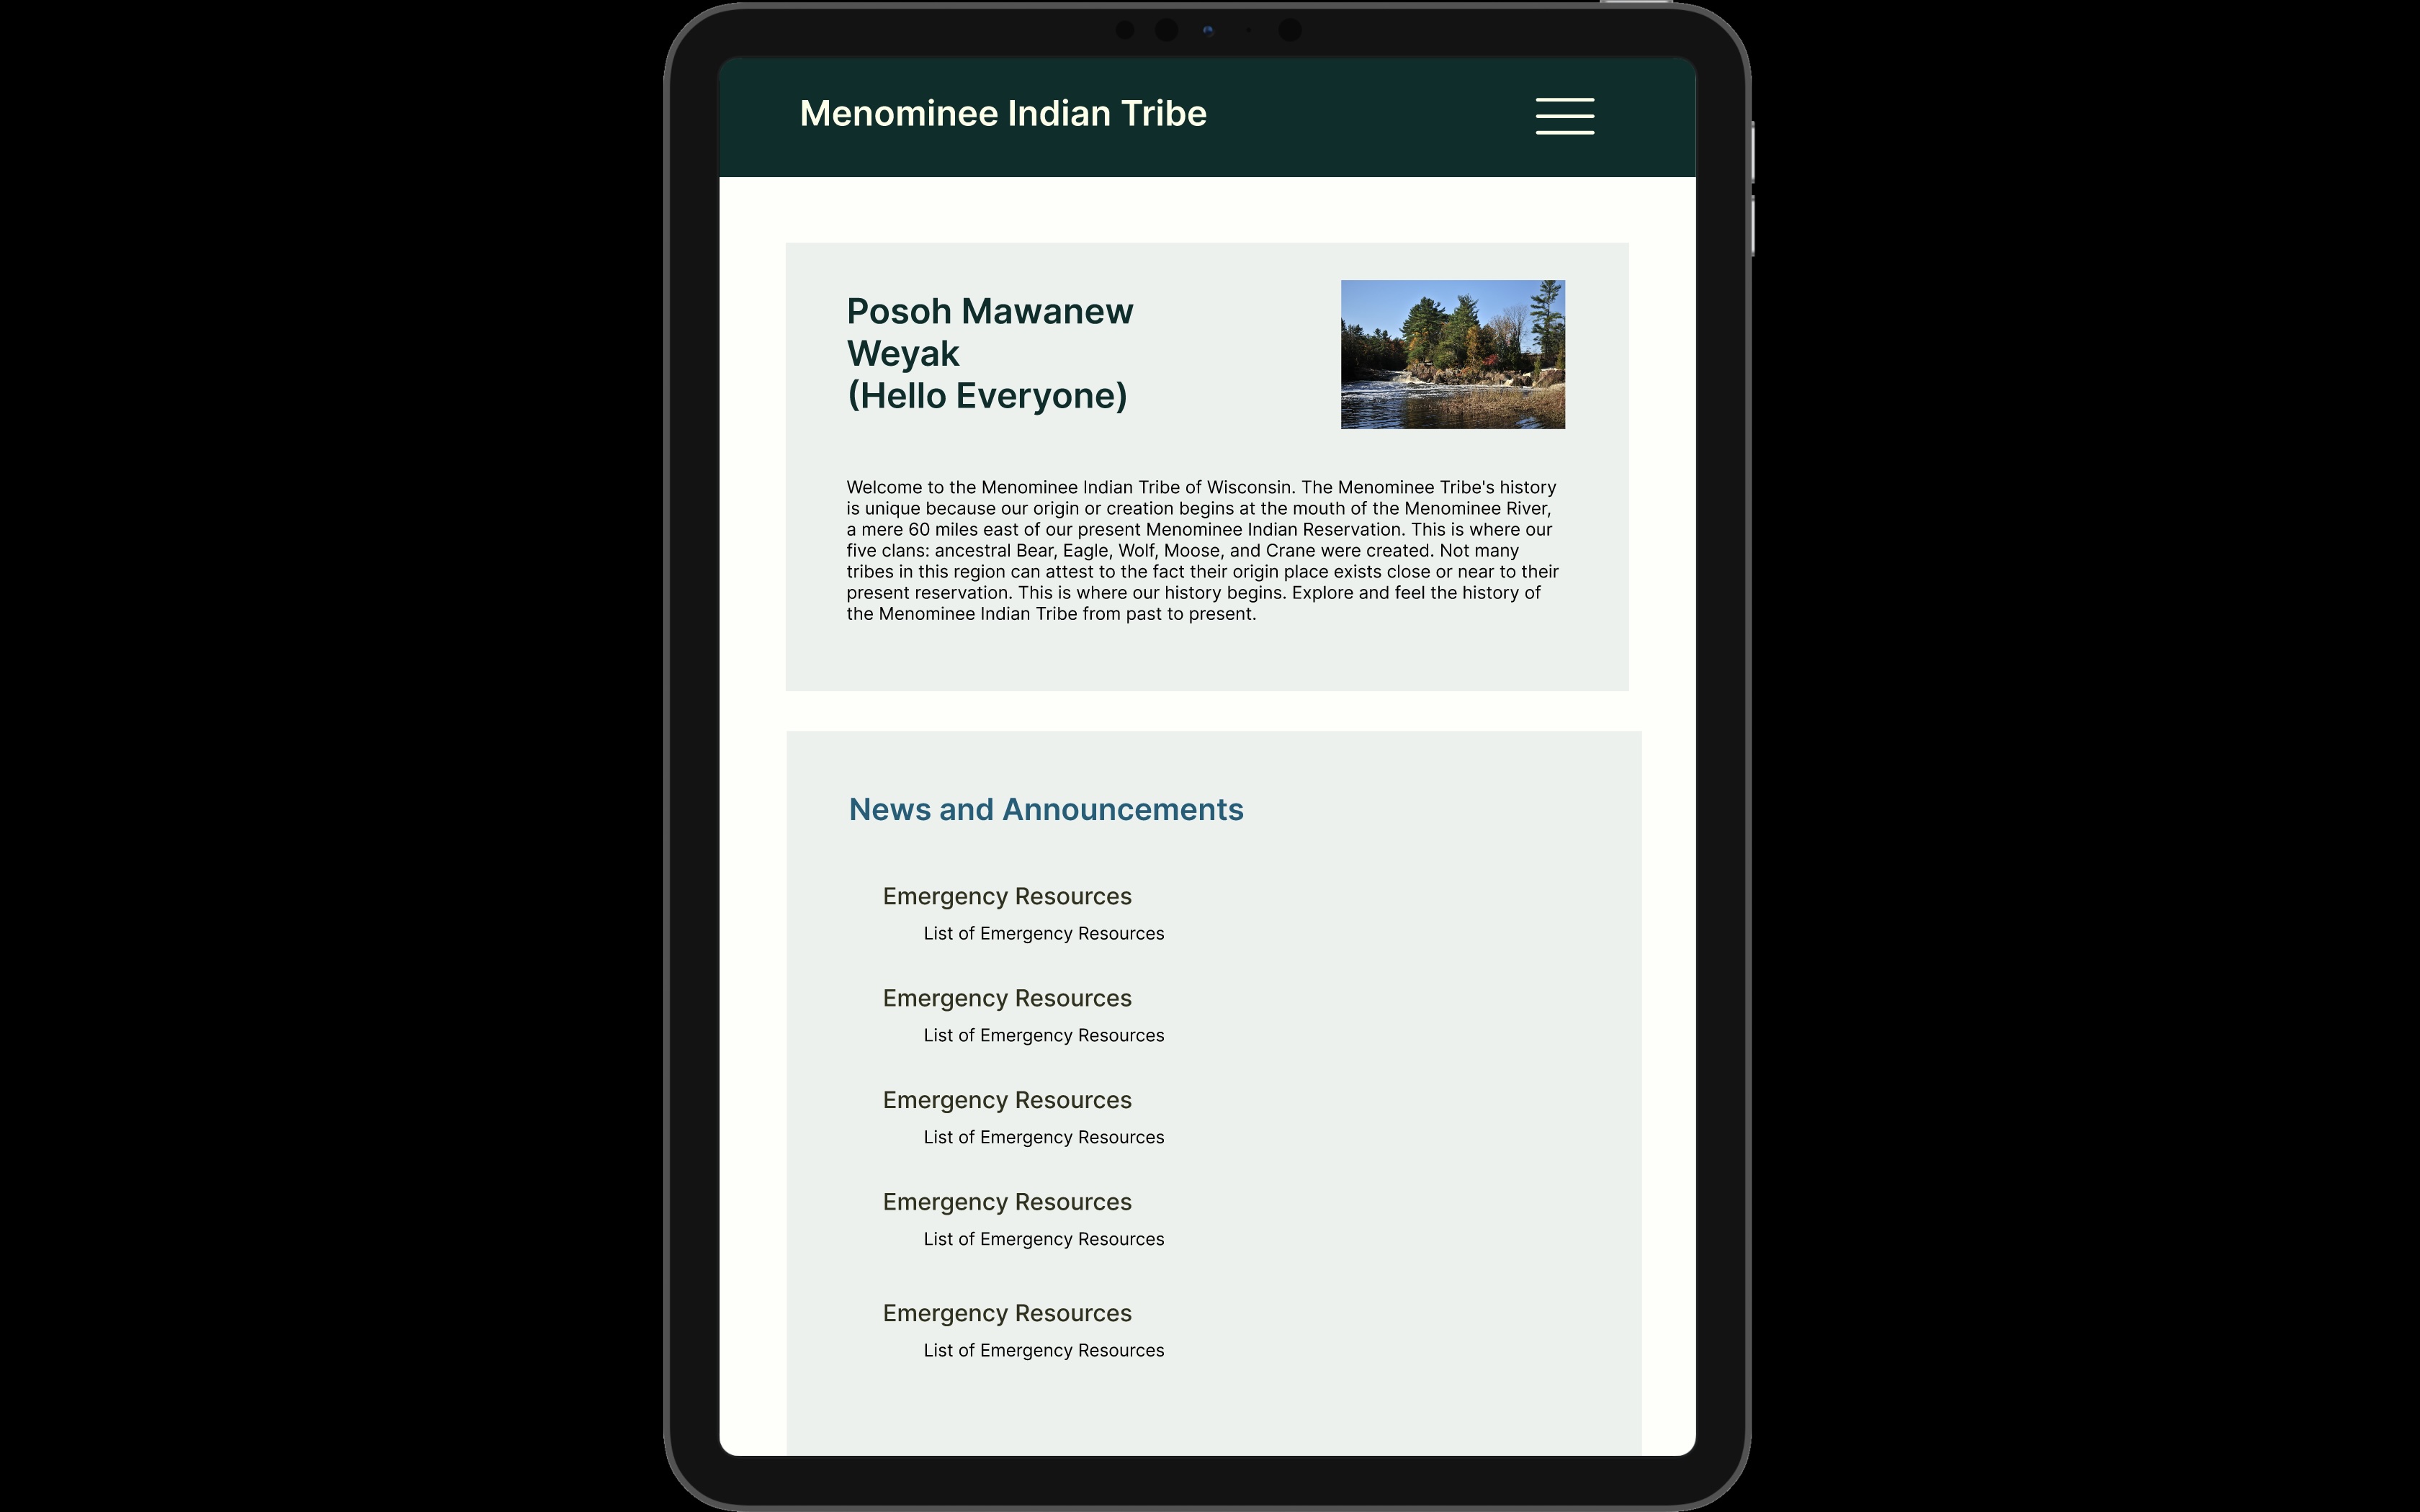 Menominee Indian Tribe
Posoh Mawanew
Weyak
(Hello Everyone)
Welcome to the Menominee Indian Tribe of Wisconsin. The Menominee Tribe's history
is unique because our origin or creation begins at the mouth of the Menominee River,
a mere 60 miles east of our present Menominee Indian Reservation. This is where our
five clans: ancestral Bear, Eagle, Wolf, Moose, and Crane were created. Not many
tribes in this region can attest to the fact their origin place exists close or near to their
present reservation. This is where our history begins. Explore and feel the history of
the Menominee Indian Tribe from past to present.
News and Announcements
Emergency Resources
List of Emergency Resources
Emergency Resources
List of Emergency Resources
Emergency Resources
List of Emergency Resources
Emergency Resources
List of Emergency Resources
Emergency Resources
List of Emergency Resources